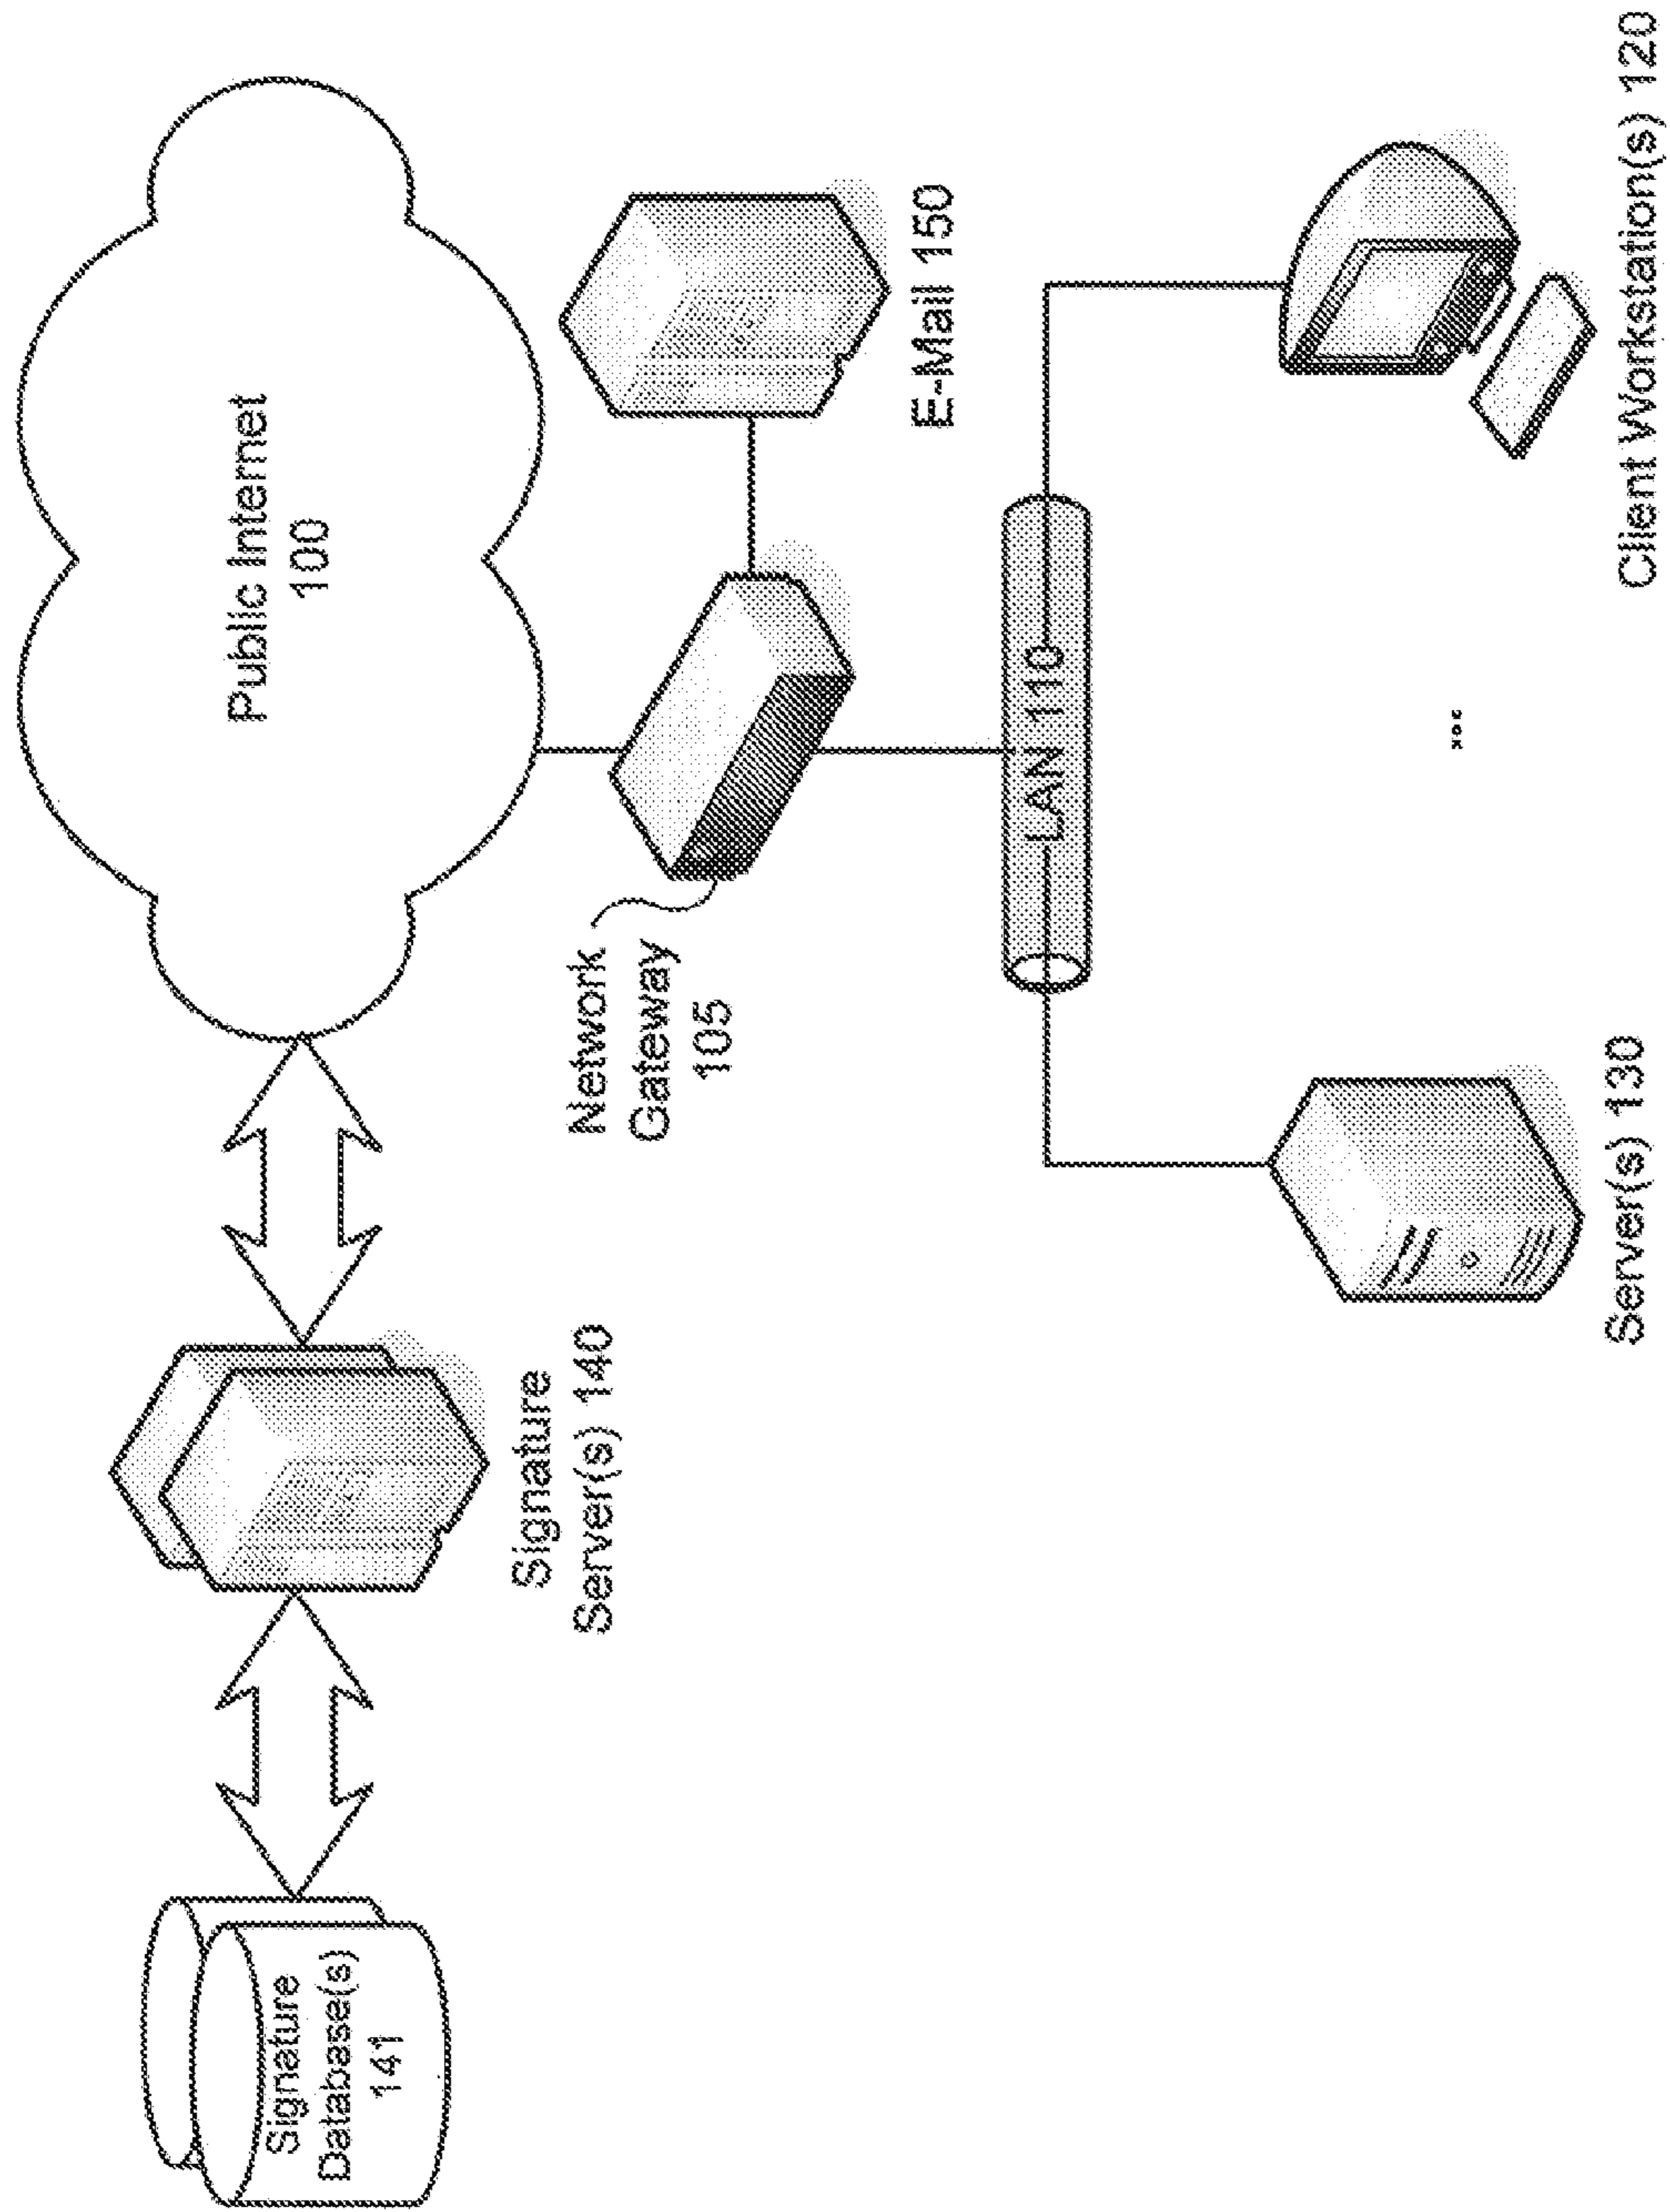 Public Internet
100
Signature
Database(s)
141
Signature
Server(s) 140
Network
Gateway
105
E-Mail 150
LAN 110
...
Server(s) 130
Client Workstation(s) 120